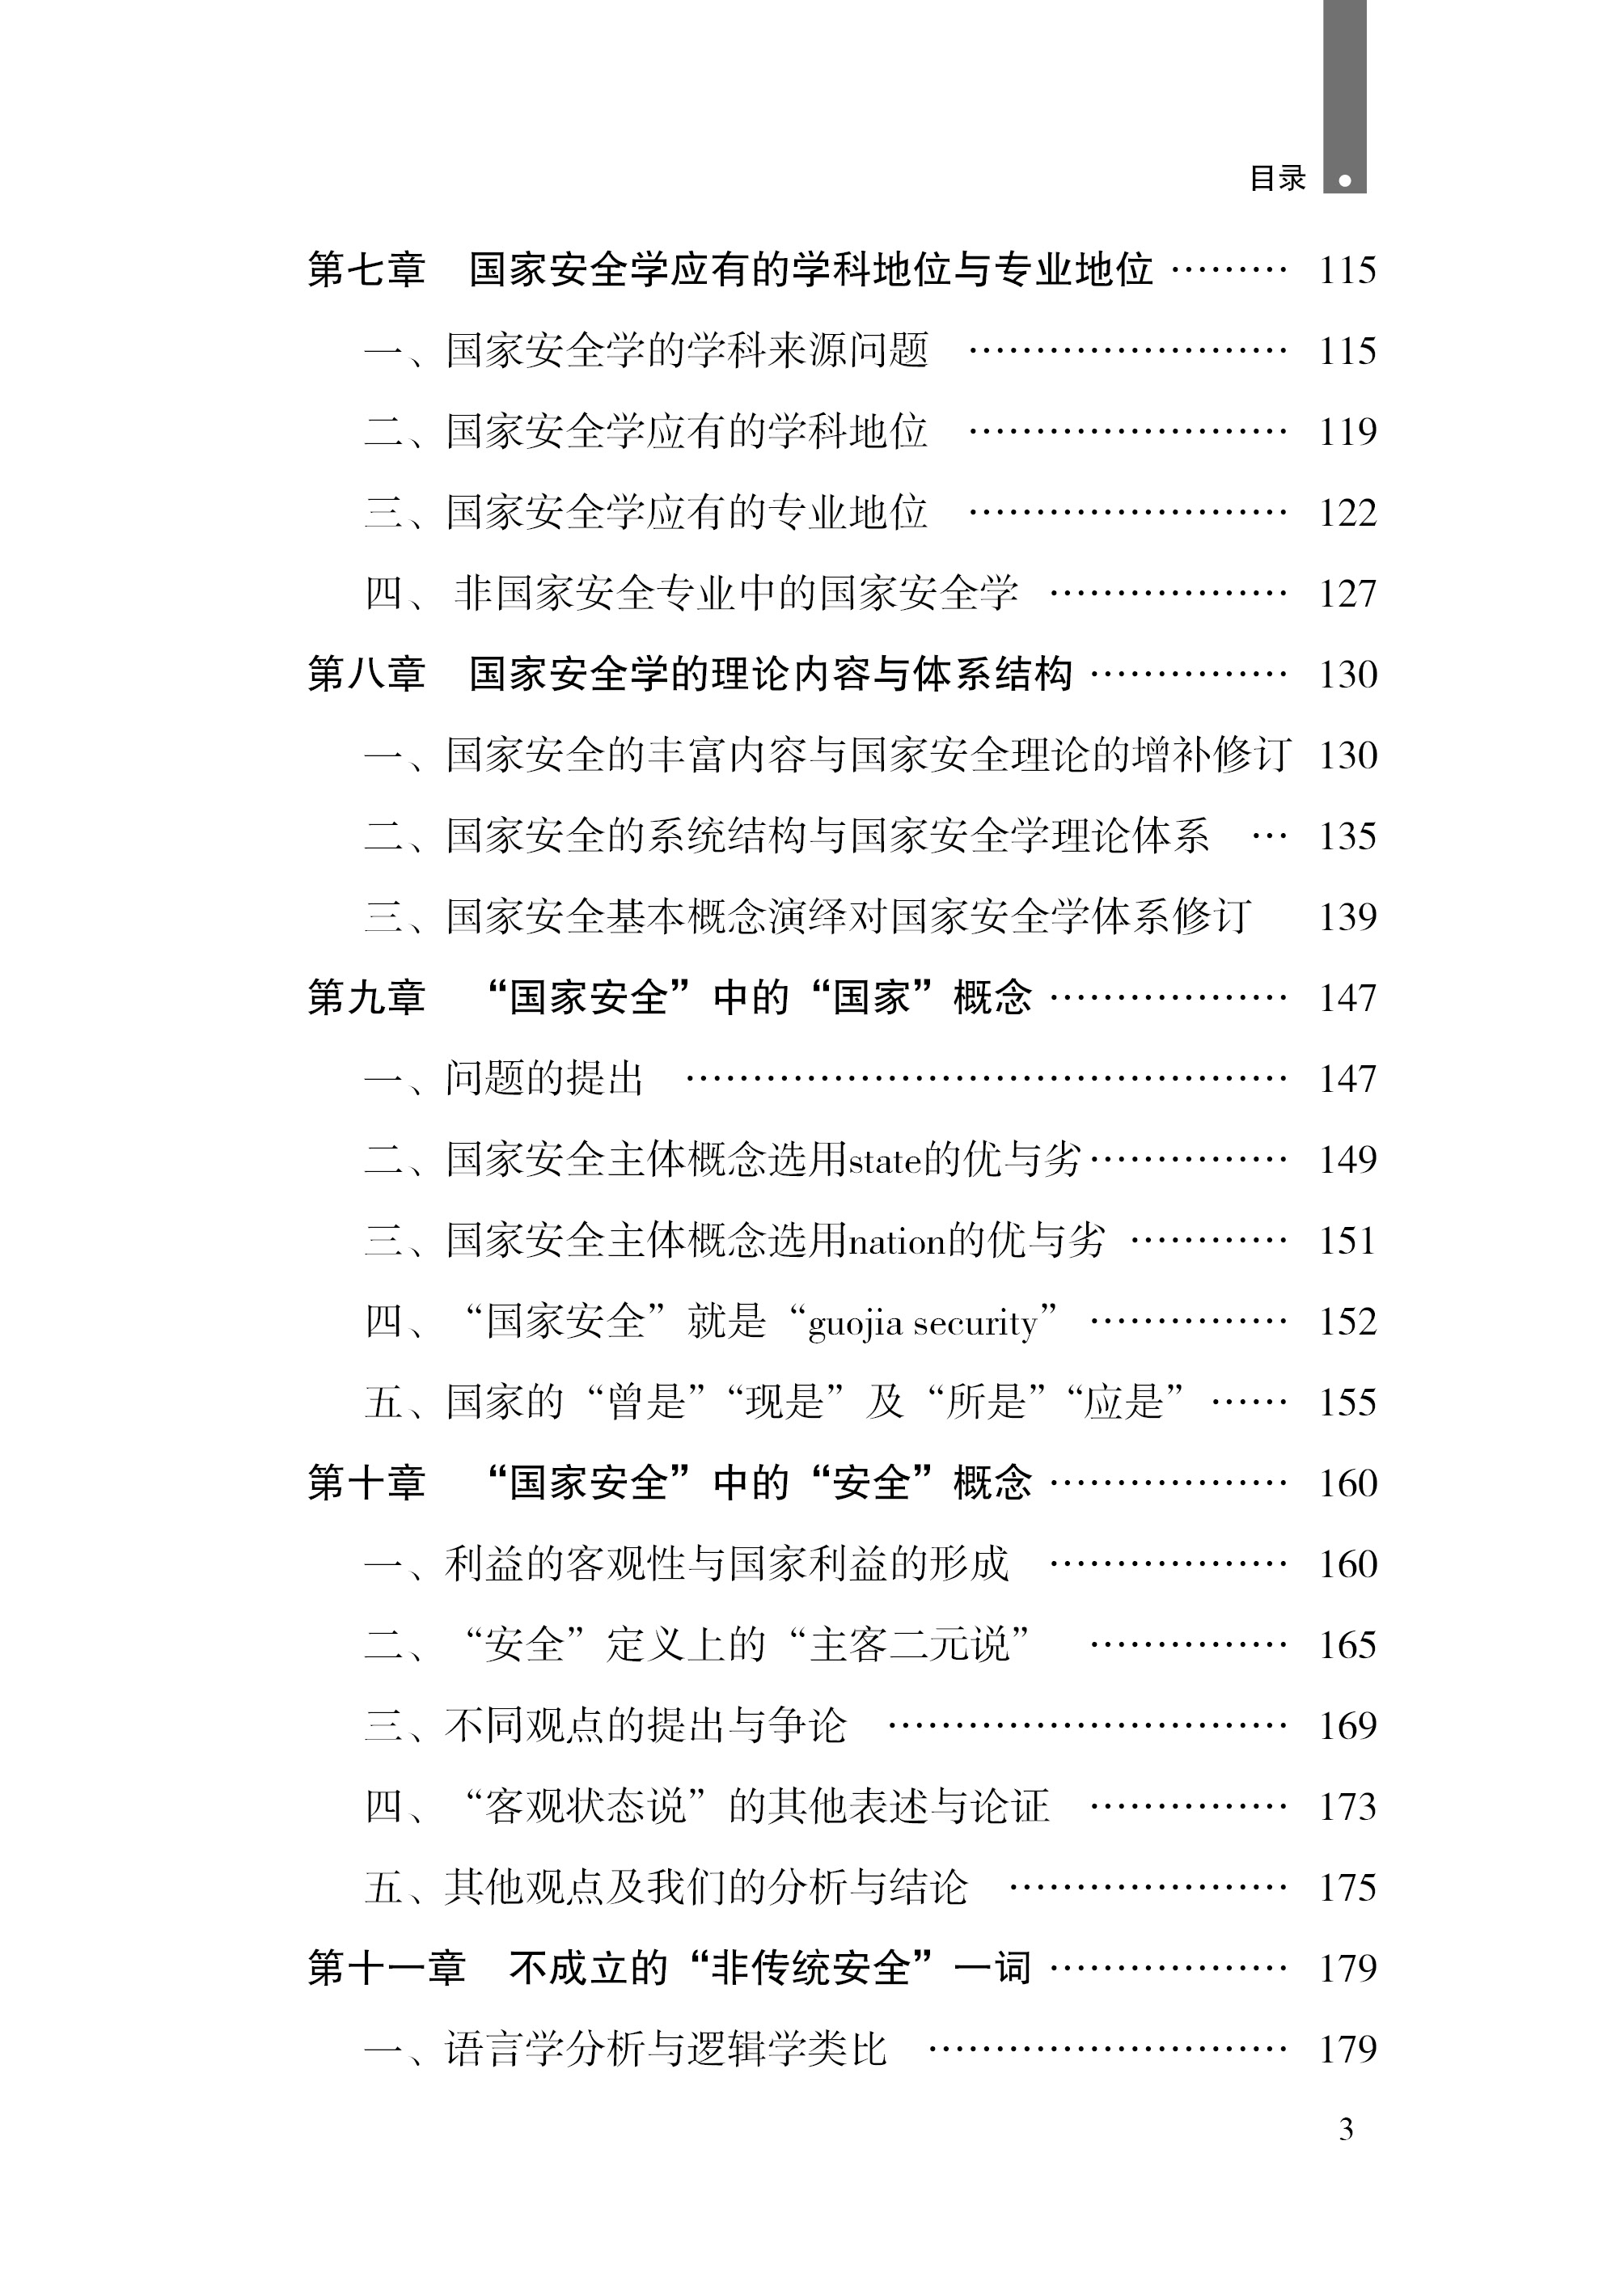 目录
第七章　国家安全学应有的学科地位与专业地位 ……… 115
一、国家安全学的学科来源问题 …………………… 115
二、国家安全学应有的学科地位 …………………… 119
三、国家安全学应有的专业地位 …………………… 122
四、非国家安全专业中的国家安全学 ……………… 127
第八章　国家安全学的理论内容与体系结构 …………… 130
一、国家安全的丰富内容与国家安全理论的增补修订 130
二、国家安全的系统结构与国家安全学理论体系 … 135
三、国家安全基本概念演绎对国家安全学体系修订 139
第九章　“国家安全”中的“国家”概念 ……………… 147
一、问题的提出 ……………………………………… 147
二、国家安全主体概念选用state的优与劣 …………… 149
三、国家安全主体概念选用nation的优与劣 ………… 151
四、“国家安全”就是“guojia security” …………… 152
五、国家的“曾是”“现是”及“所是”“应是” …… 155
第十章　“国家安全”中的“安全”概念 ……………… 160
一、利益的客观性与国家利益的形成 ……………… 160
二、“安全”定义上的“主客二元说” …………… 165
三、不同观点的提出与争论 ………………………… 169
四、“客观状态说”的其他表述与论证 …………… 173
五、其他观点及我们的分析与结论 ………………… 175
第十一章　不成立的“非传统安全”一词 ……………… 179
一、语言学分析与逻辑学类比 ……………………… 179
3